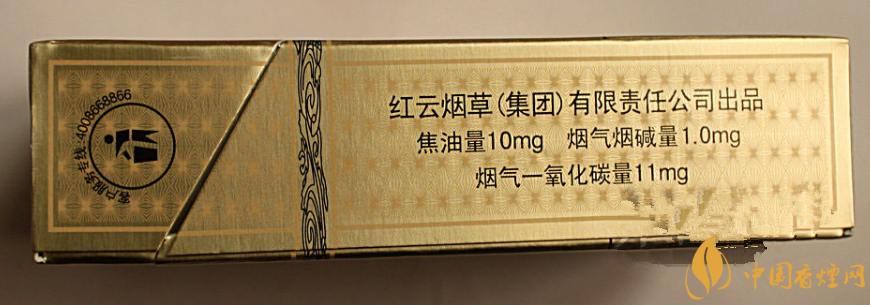 客户服务专线:4008668866
红云烟草(集团)有限责任公司出品
焦油量10mg 烟气烟碱量1.0mg
烟气一氧化碳量11mg
中国香烟网